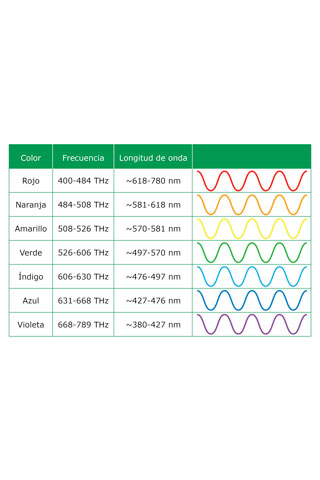 Color Frecuencia Longitud de onda
Rojo 400-484 THz ~618-780 nm
Naranja 484-508 THz ~581-618 nm
Amarillo 508-526 THz ~570-581 nm
Verde 526-606 THz ~497-570 nm
Índigo 606-630 THz ~476-497 nm
Azul 631-668 THz ~427-476 nm
Violeta 668-789 THz ~380-427 nm